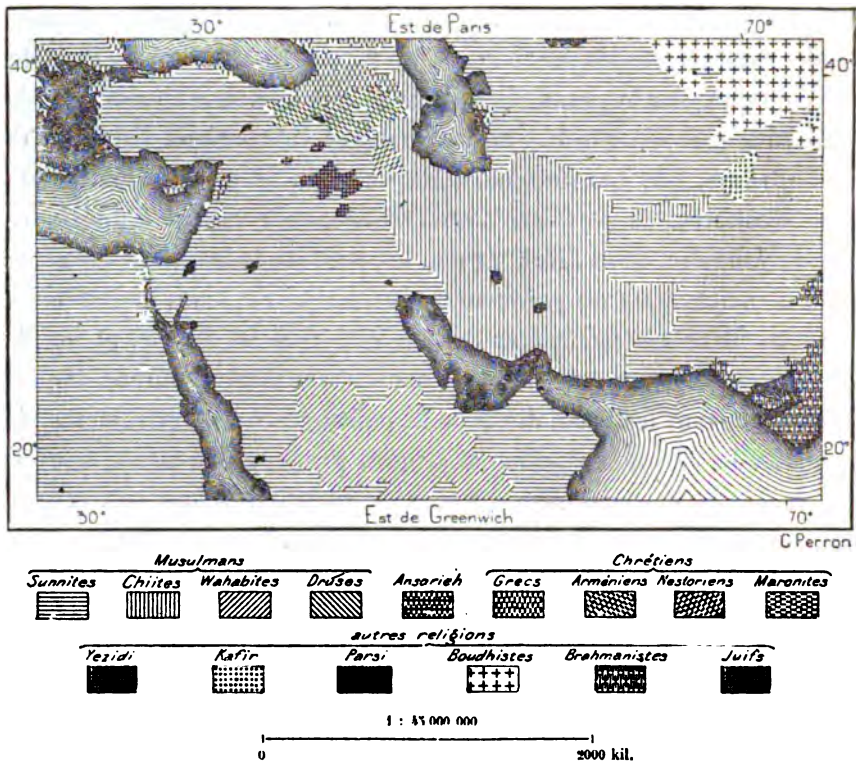 30° Est de Paris 70°
40° 40°
20° 20°
30° Est de Greenwich 70°
C Perron
Musulmans Chrétiens
Sunnites Chiites Wahabites Druses Ansarieh Grecs Arméniens Nestoriens Maronites
autres religions
Yezidi Kafir Parsi Boudhistes Brahmanistes Juifs
1 : 45 000 000
0 2000 kil.